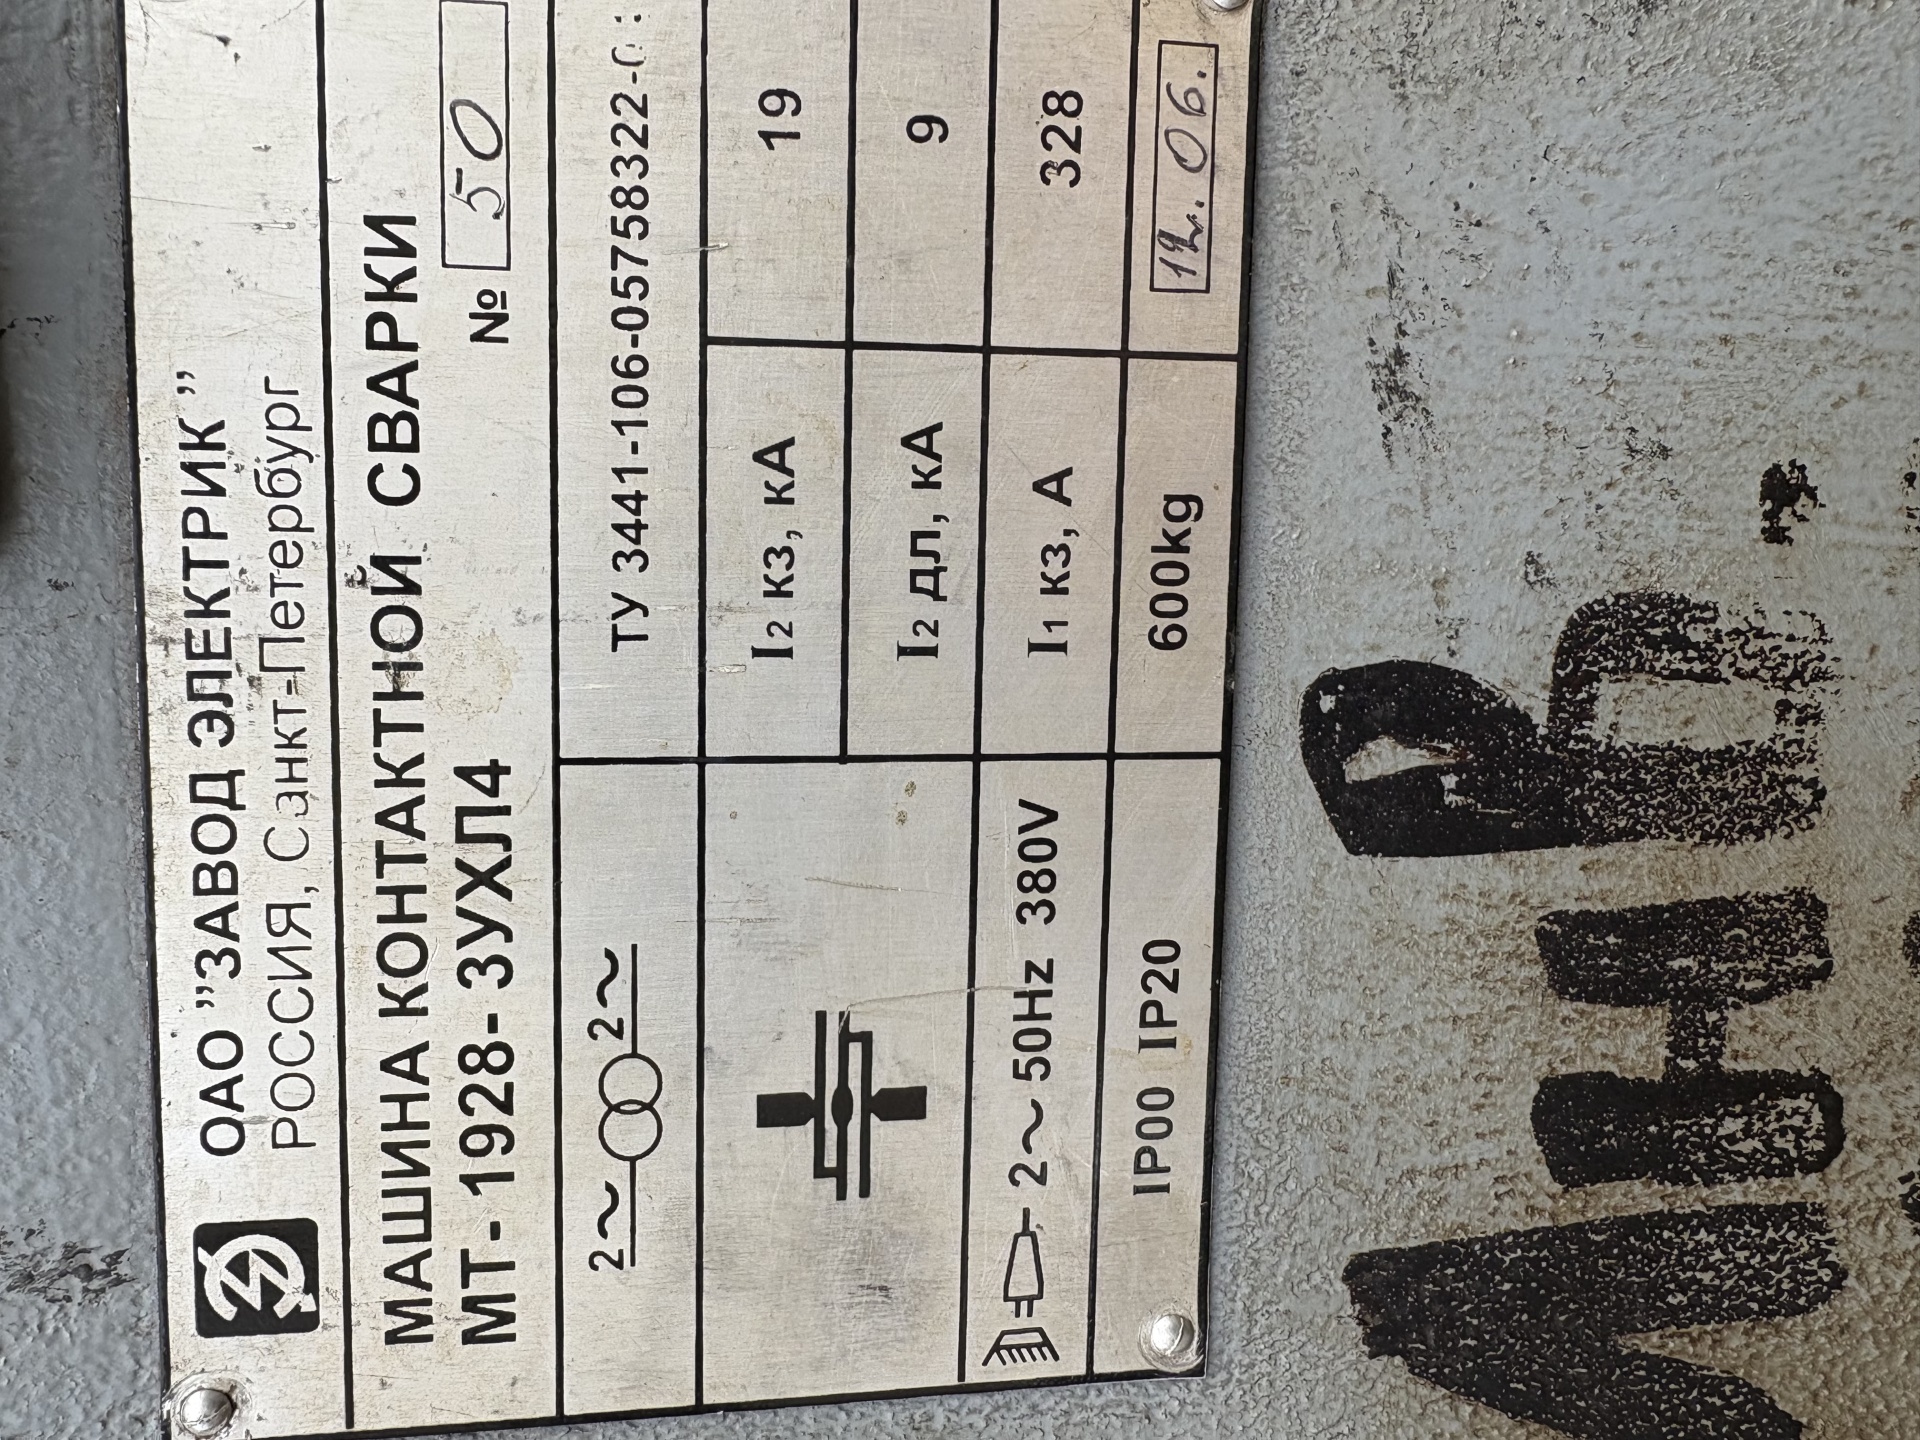 ОАО "ЗАВОД ЭЛЕКТРИК"
РОССИЯ, Санкт-Петербург
МАШИНА КОНТАКТНОЙ СВАРКИ
МТ-1928-3УХЛ4 № 50
2~ 2~ ТУ 3441-106-05758322-0
I2 кз, кА 19
I2 дл, кА 9
2~50Hz 380V I1 кз, А 328
IP00 IP20 600kg 12.06.